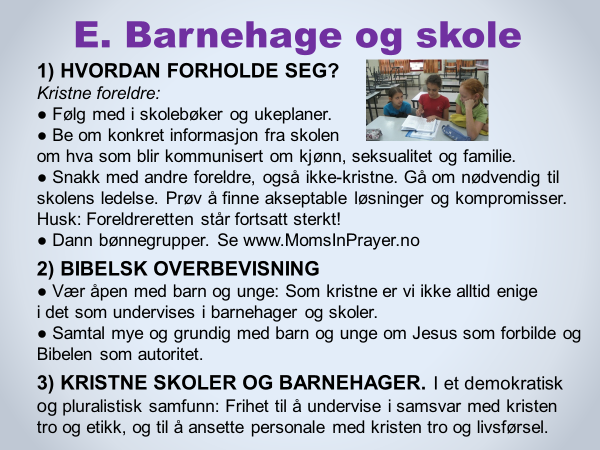 E. Barnehage og skole
1) HVORDAN FORHOLDE SEG?
Kristne foreldre:
● Følg med i skolebøker og ukeplaner.
● Be om konkret informasjon fra skolen
om hva som blir kommunisert om kjønn, seksualitet og familie.
● Snakk med andre foreldre, også ikke-kristne. Gå om nødvendig til
skolens ledelse. Prøv å finne akseptable løsninger og kompromisser.
Husk: Foreldreretten står fortsatt sterkt!
● Dann bønnegrupper. Se www.MomsInPrayer.no
2) BIBELSK OVERBEVISNING
● Vær åpen med barn og unge: Som kristne er vi ikke alltid enige
i det som undervises i barnehager og skoler.
● Samtal mye og grundig med barn og unge om Jesus som forbilde og
Bibelen som autoritet.
3) KRISTNE SKOLER OG BARNEHAGER. I et demokratisk
og pluralistisk samfunn: Frihet til å undervise i samsvar med kristen
tro og etikk, og til å ansette personale med kristen tro og livsførsel.